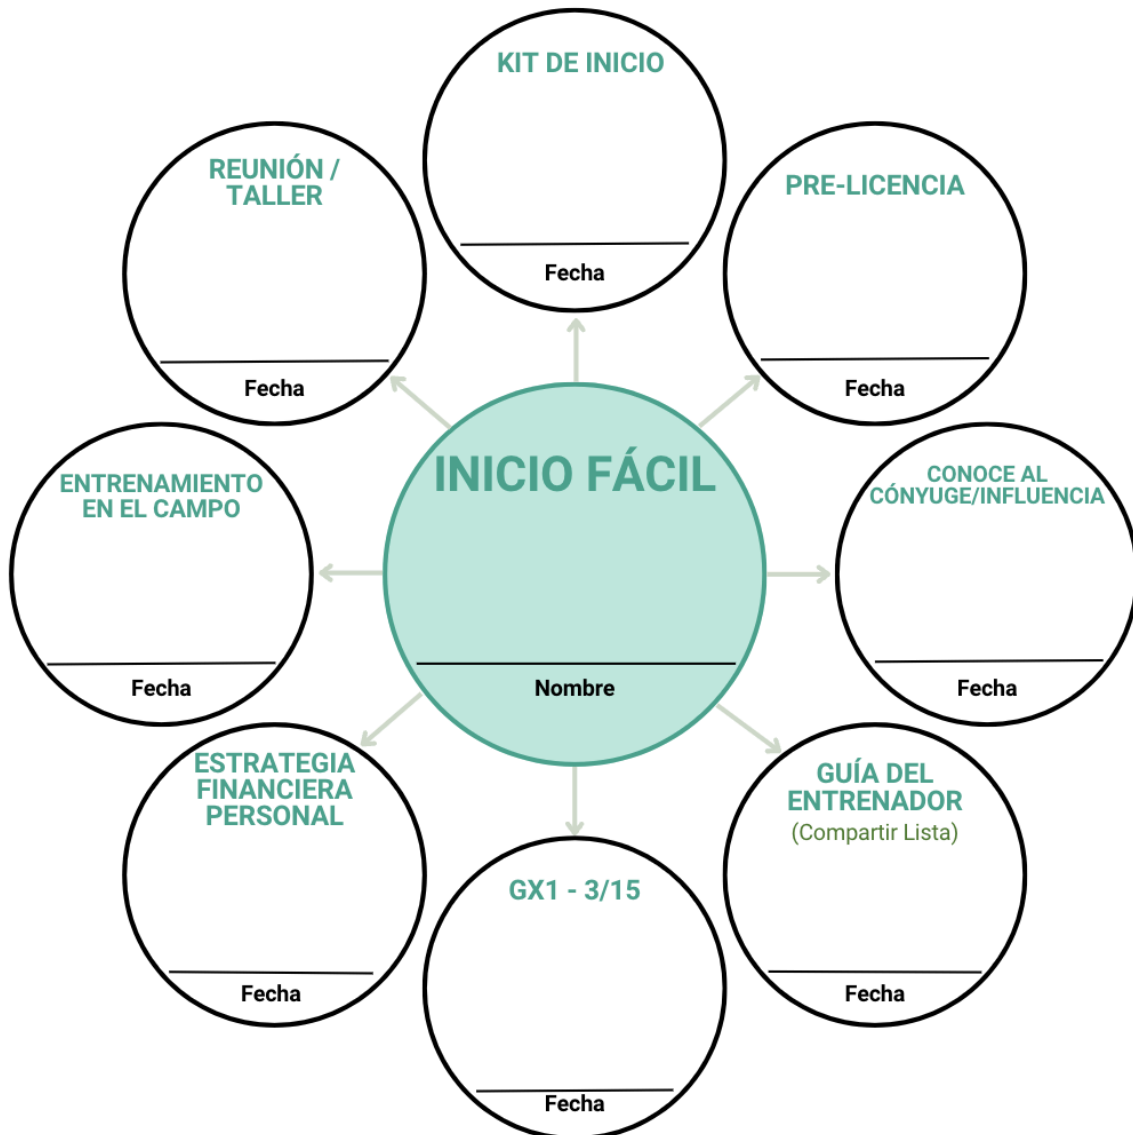 KIT DE INICIO
Fecha
PRE-LICENCIA
Fecha
CONOCE AL
CÓNYUGE/INFLUENCIA
Fecha
GUÍA DEL
ENTRENADOR
(Compartir Lista)
Fecha
GX1 - 3/15
Fecha
ESTRATEGIA
FINANCIERA
PERSONAL
Fecha
ENTRENAMIENTO
EN EL CAMPO
Fecha
REUNIÓN /
TALLER
Fecha
INICIO FÁCIL
Nombre